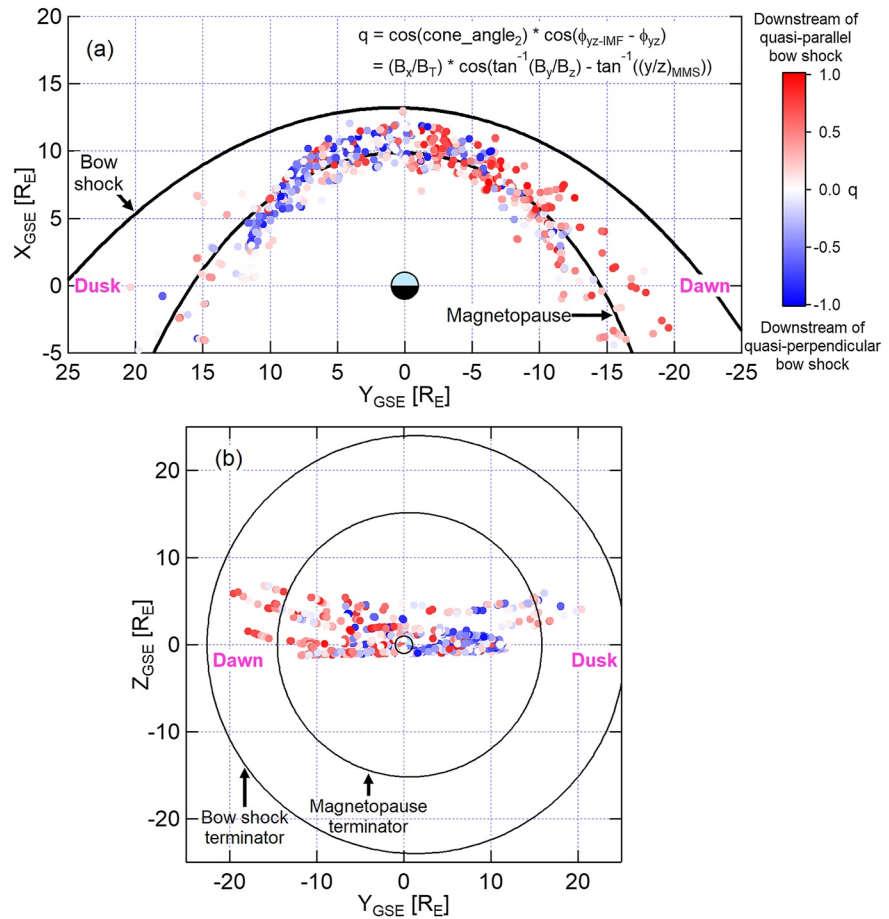 (a)
q = cos(cone_angle₂) * cos(ϕyz-IMF - ϕyz)
= (Bx/BT) * cos(tan⁻¹(By/Bz) - tan⁻¹((y/z)MMS))
Downstream of
quasi-parallel
bow shock
15
10
5
0
-5
XGSE [RE]
Bow
shock
Dusk
Dawn
Magnetopause
1.0
0.5
0.0
-0.5
-1.0
q
Downstream of
quasi-perpendicular
bow shock
25 20 15 10 5 0 -5 -10 -15 -20 -25
YGSE [RE]
(b)
20
10
0
-10
-20
ZGSE [RE]
Dawn
Dusk
Bow shock
terminator
Magnetopause
terminator
-20 -10 0 10 20
YGSE [RE]